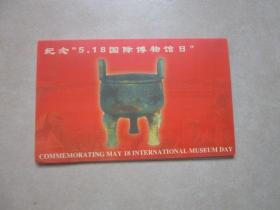 纪念"5.18国际博物馆日"
COMMEMORATING MAY 18 INTERNATIONAL MUSEUM DAY